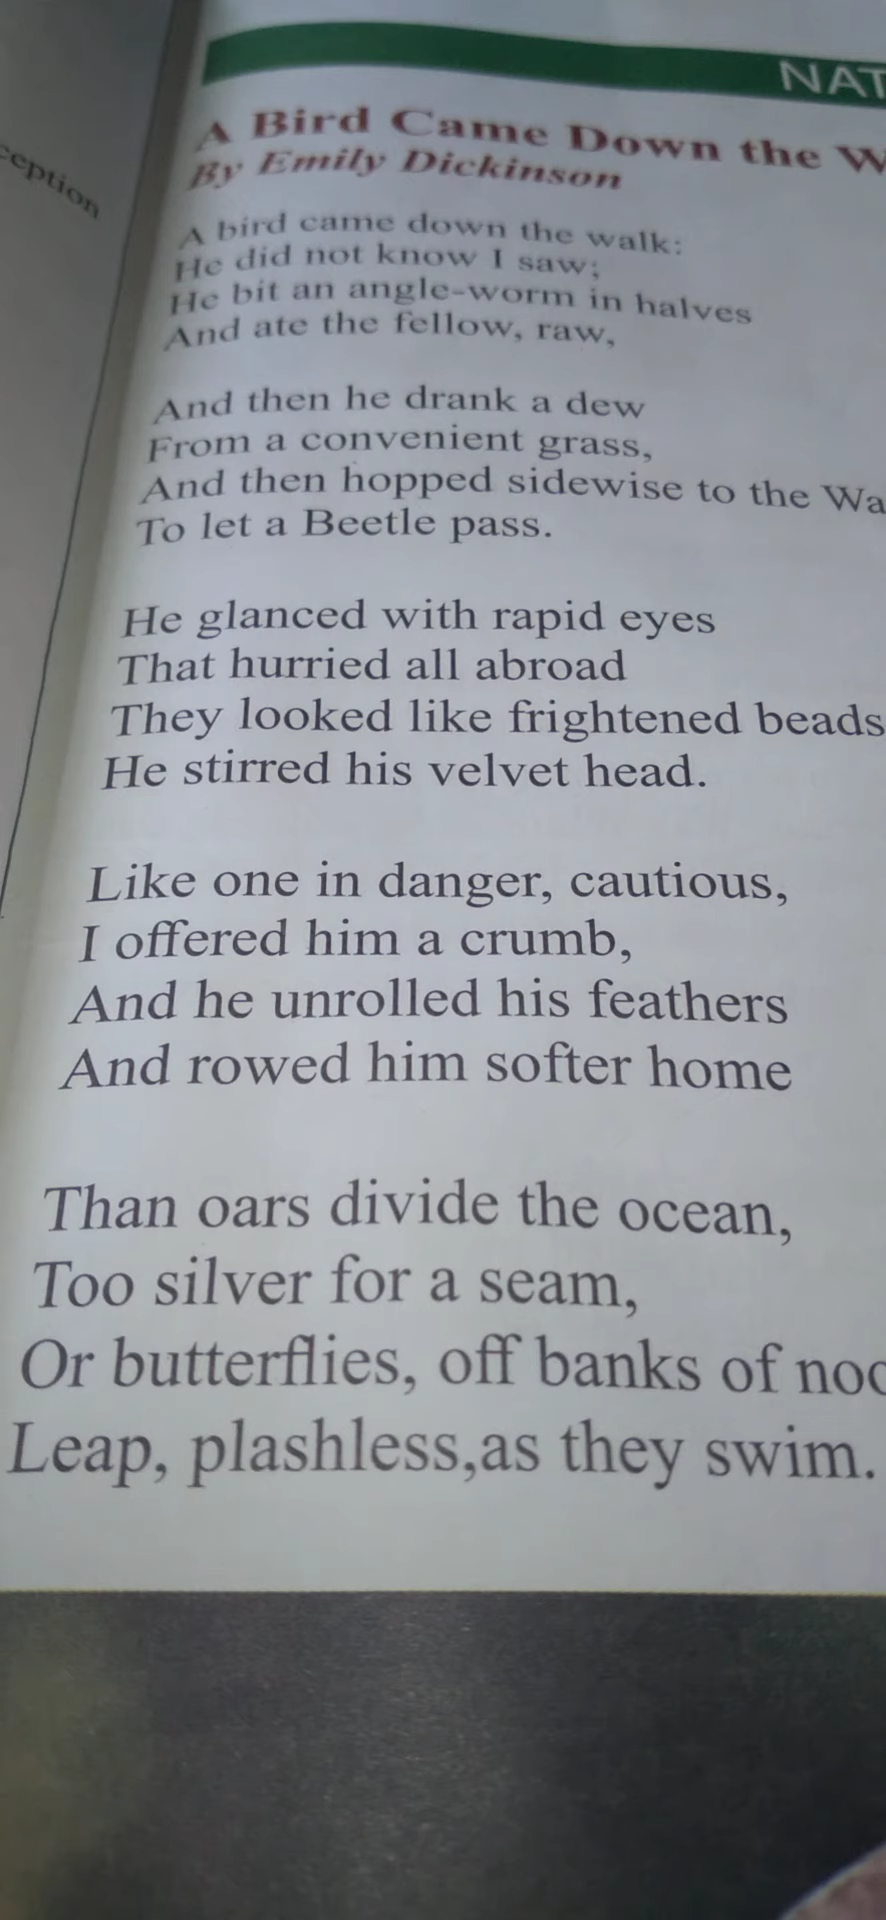 ception
NAT
A Bird Came Down the W
By Emily Dickinson
A bird came down the walk:
He did not know I saw;
He bit an angle-worm in halves
And ate the fellow, raw,
And then he drank a dew
From a convenient grass,
And then hopped sidewise to the Wa
To let a Beetle pass.
He glanced with rapid eyes
That hurried all abroad
They looked like frightened beads
He stirred his velvet head.
Like one in danger, cautious,
I offered him a crumb,
And he unrolled his feathers
And rowed him softer home
Than oars divide the ocean,
Too silver for a seam,
Or butterflies, off banks of noo
Leap, plashless,as they swim.